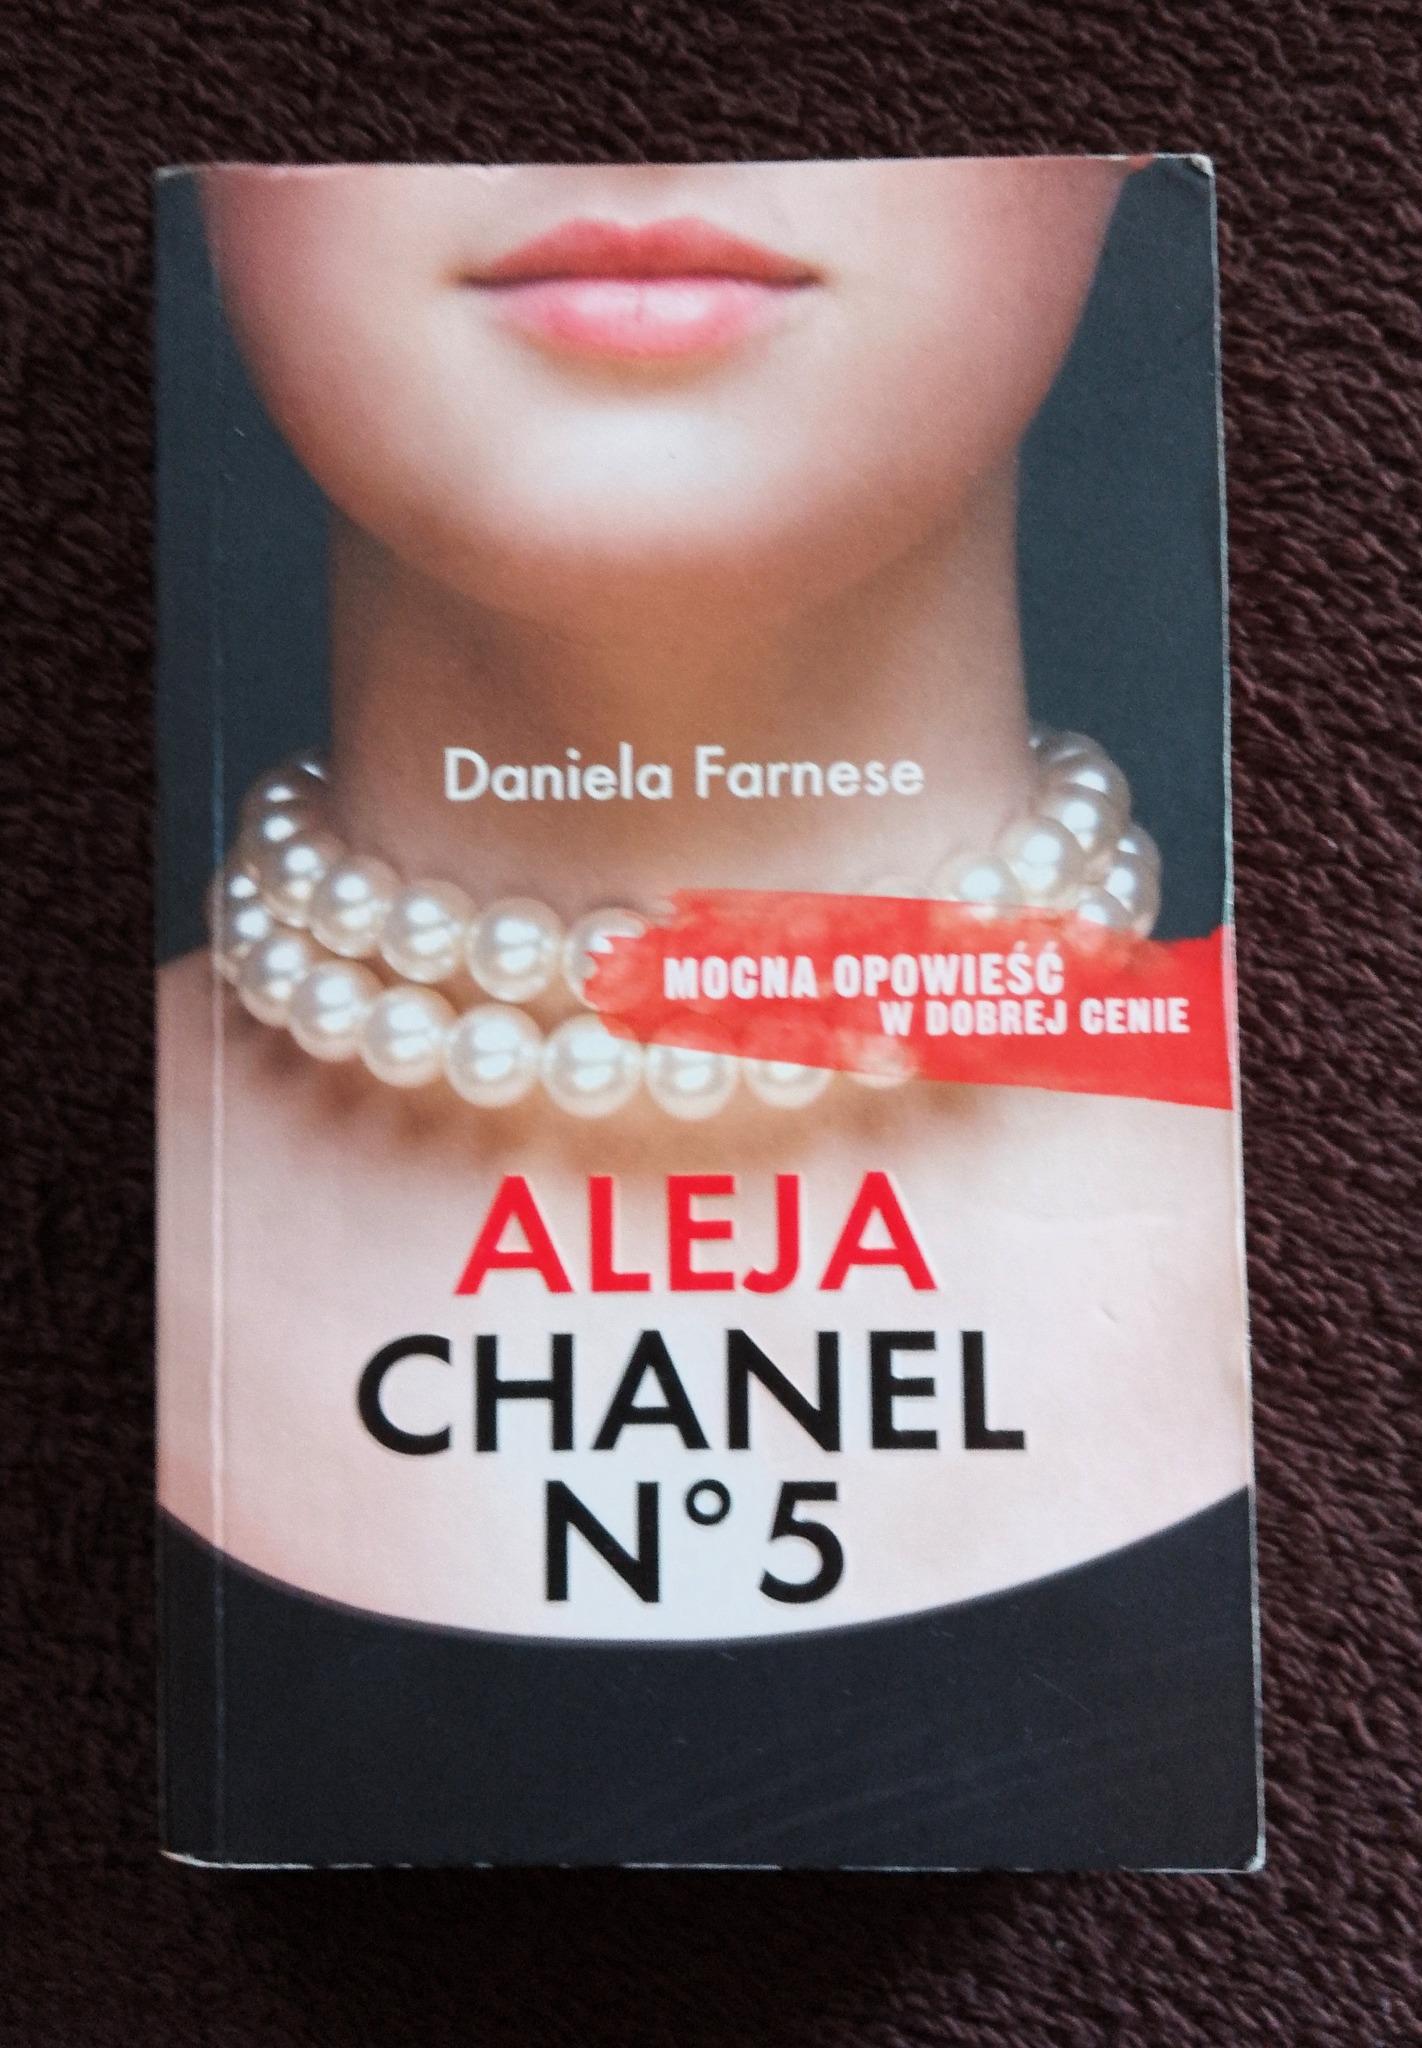 Daniela Farnese
MOCNA OPOWIEŚĆ
W DOBREJ CENIE
ALEJA
CHANEL
N° 5